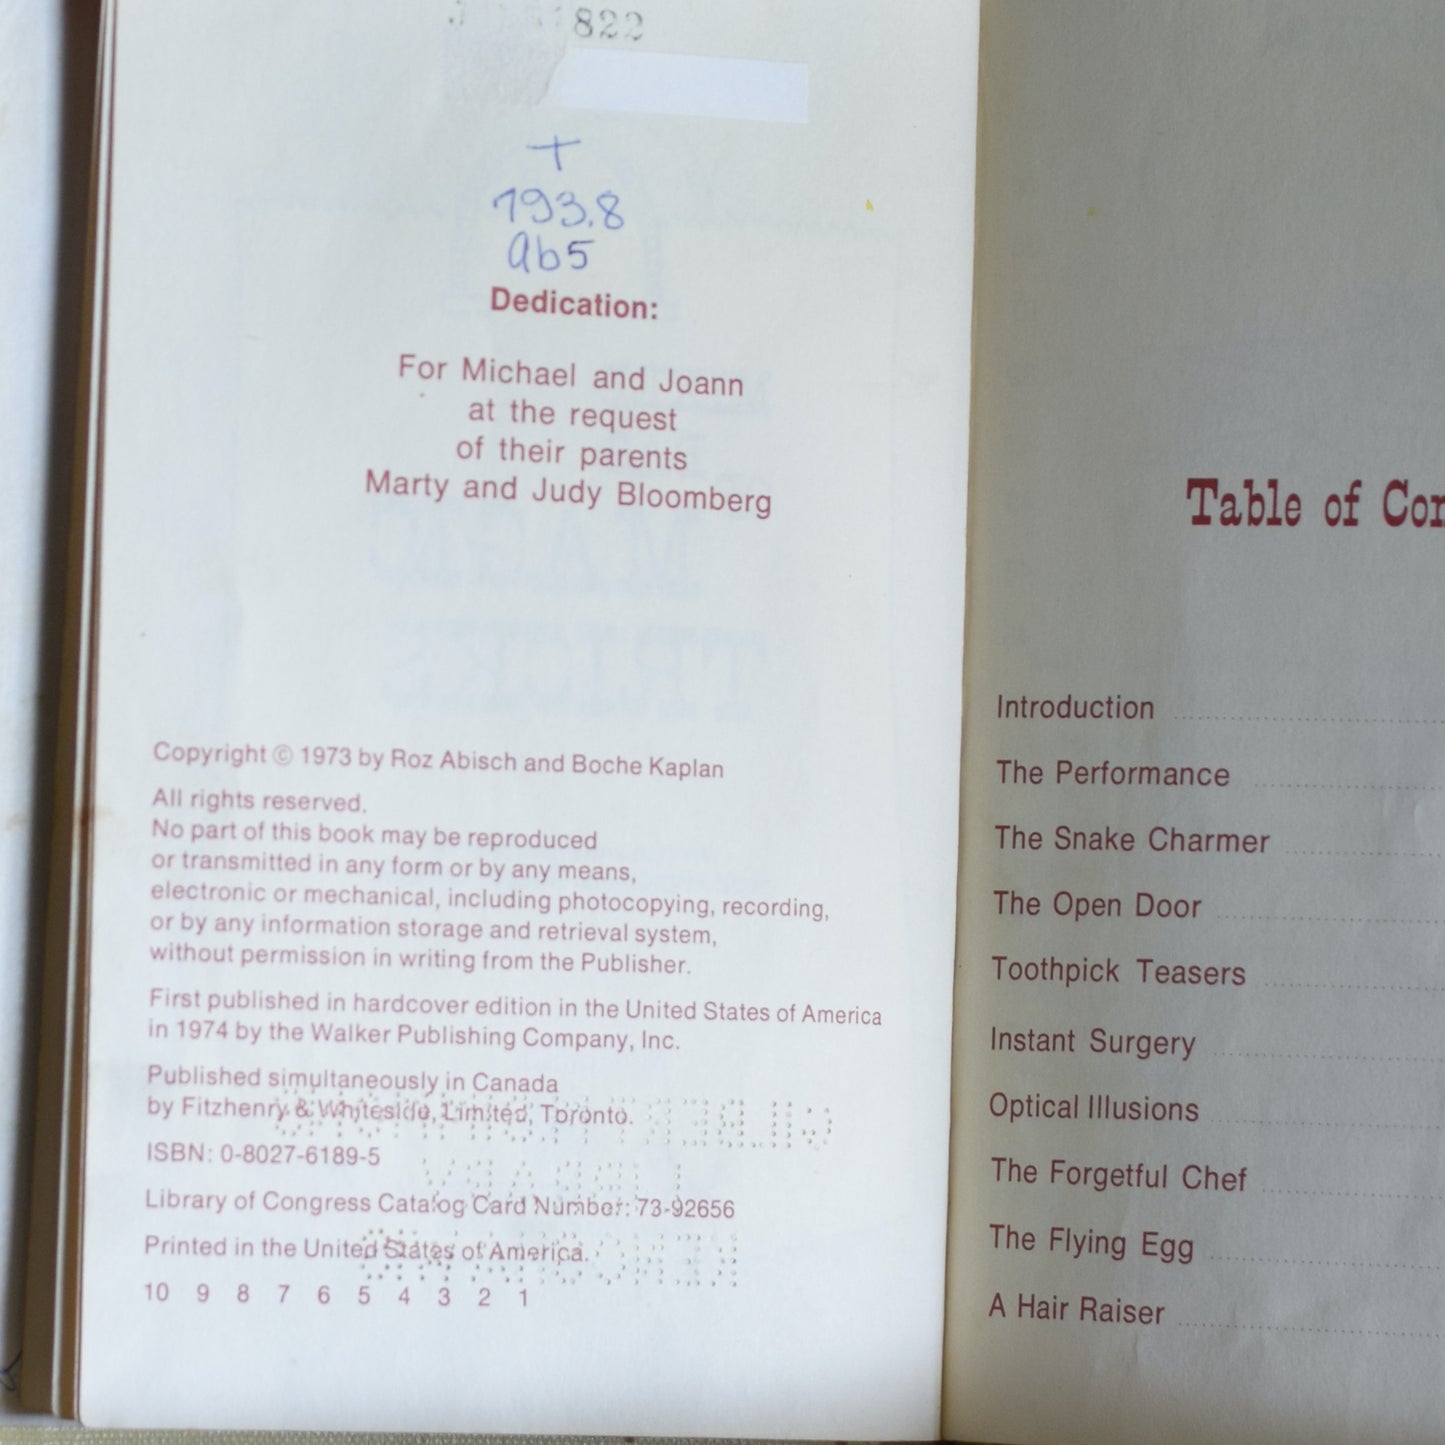 822
+
793.8
ab5
Dedication:
For Michael and Joann
at the request
of their parents
Marty and Judy Bloomberg
Copyright © 1973 by Roz Abisch and Boche Kaplan
All rights reserved.
No part of this book may be reproduced
or transmitted in any form or by any means,
electronic or mechanical, including photocopying, recording,
or by any information storage and retrieval system,
without permission in writing from the Publisher.
First published in hardcover edition in the United States of America
in 1974 by the Walker Publishing Company, Inc.
Published simultaneously in Canada
by Fitzhenry & Whiteside, Limited, Toronto.
ISBN: 0-8027-6189-5
Library of Congress Catalog Card Number: 73-92656
Printed in the United States of America.
10 9 8 7 6 5 4 3 2 1
Table of Con
Introduction
The Performance
The Snake Charmer
The Open Door
Toothpick Teasers
Instant Surgery
Optical Illusions
The Forgetful Chef
The Flying Egg
A Hair Raiser